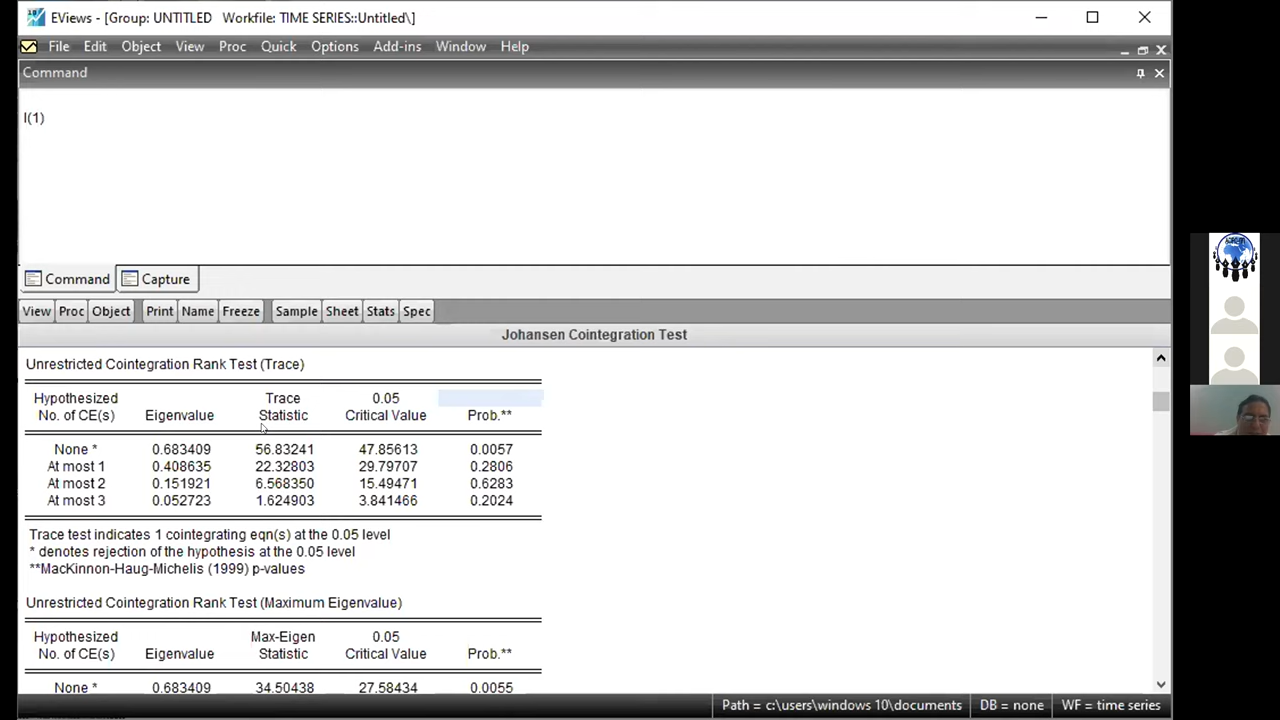 EViews - [Group: UNTITLED   Workfile: TIME SERIES::Untitled\]
File Edit Object View Proc Quick Options Add-ins Window Help
Command
I(1)
Command Capture
View Proc Object Print Name Freeze Sample Sheet Stats Spec
Johansen Cointegration Test
Unrestricted Cointegration Rank Test (Trace)
Hypothesized Trace 0.05
No. of CE(s) Eigenvalue Statistic Critical Value Prob.**
None * 0.683409 56.83241 47.85613 0.0057
At most 1 0.408635 22.32803 29.79707 0.2806
At most 2 0.151921 6.568350 15.49471 0.6283
At most 3 0.052723 1.624903 3.841466 0.2024
Trace test indicates 1 cointegrating eqn(s) at the 0.05 level
* denotes rejection of the hypothesis at the 0.05 level
**MacKinnon-Haug-Michelis (1999) p-values
Unrestricted Cointegration Rank Test (Maximum Eigenvalue)
Hypothesized Max-Eigen 0.05
No. of CE(s) Eigenvalue Statistic Critical Value Prob.**
None * 0.683409 34.50438 27.58434 0.0055
Path = c:\users\windows 10\documents DB = none WF = time series